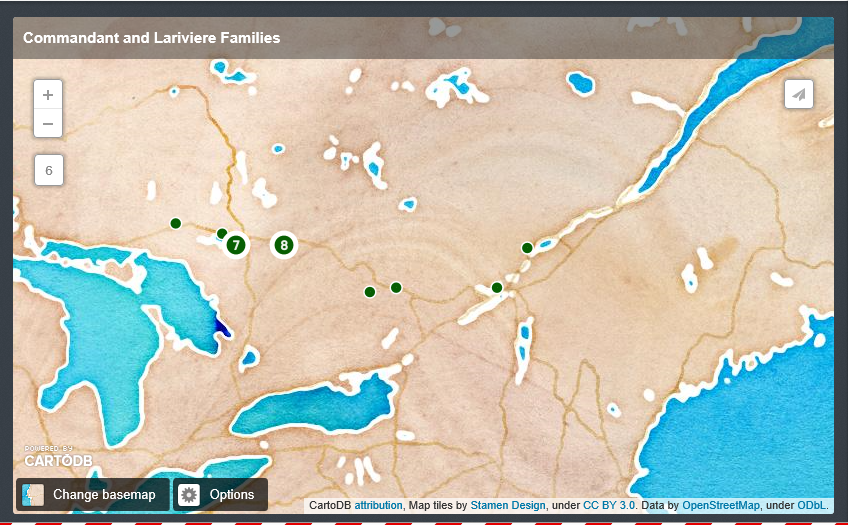 Commandant and Lariviere Families
+
−
6
7
8
POWERED BY
CARTODB
Change basemap
Options
CartoDB attribution, Map tiles by Stamen Design, under CC BY 3.0. Data by OpenStreetMap, under ODbL.